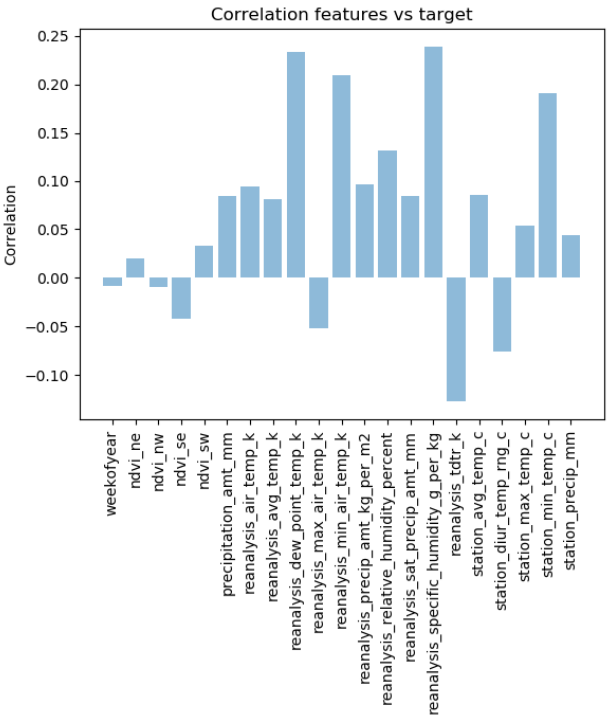 Correlation features vs target
Correlation
0.25
0.20
0.15
0.10
0.05
0.00
−0.05
−0.10
weekofyear
ndvi_ne
ndvi_nw
ndvi_se
ndvi_sw
precipitation_amt_mm
reanalysis_air_temp_k
reanalysis_avg_temp_k
reanalysis_dew_point_temp_k
reanalysis_max_air_temp_k
reanalysis_min_air_temp_k
reanalysis_precip_amt_kg_per_m2
reanalysis_relative_humidity_percent
reanalysis_sat_precip_amt_mm
reanalysis_specific_humidity_g_per_kg
reanalysis_tdtr_k
station_avg_temp_c
station_diur_temp_rng_c
station_max_temp_c
station_min_temp_c
station_precip_mm